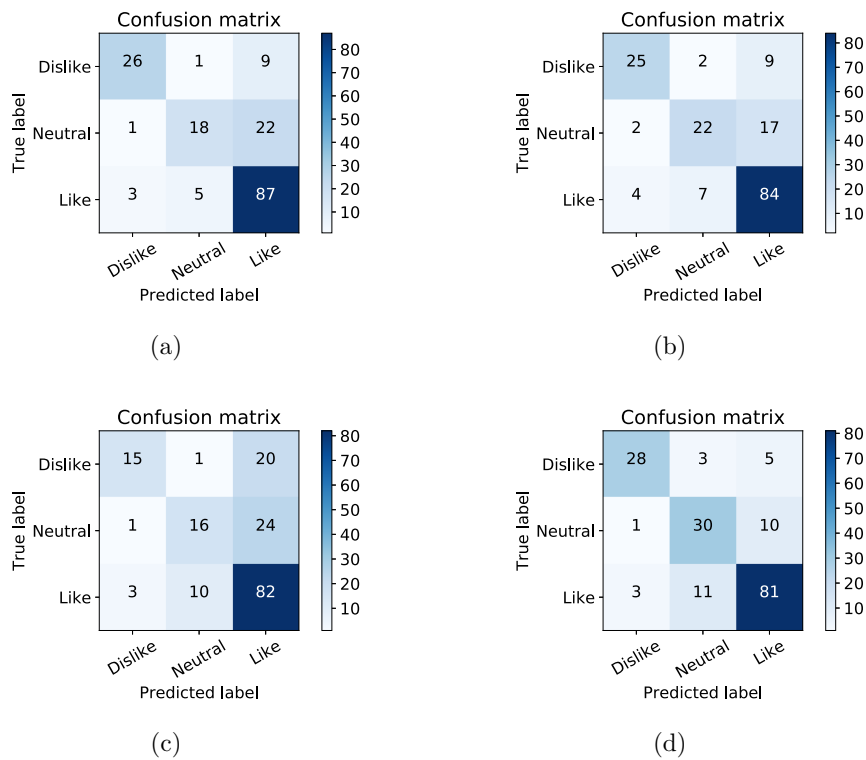 Confusion matrix
True label
Dislike 26 1 9
Neutral 1 18 22
Like 3 5 87
Dislike Neutral Like
Predicted label
80
70
60
50
40
30
20
10
(a)
Confusion matrix
True label
Dislike 25 2 9
Neutral 2 22 17
Like 4 7 84
Dislike Neutral Like
Predicted label
80
70
60
50
40
30
20
10
(b)
Confusion matrix
True label
Dislike 15 1 20
Neutral 1 16 24
Like 3 10 82
Dislike Neutral Like
Predicted label
80
70
60
50
40
30
20
10
(c)
Confusion matrix
True label
Dislike 28 3 5
Neutral 1 30 10
Like 3 11 81
Dislike Neutral Like
Predicted label
80
70
60
50
40
30
20
10
(d)